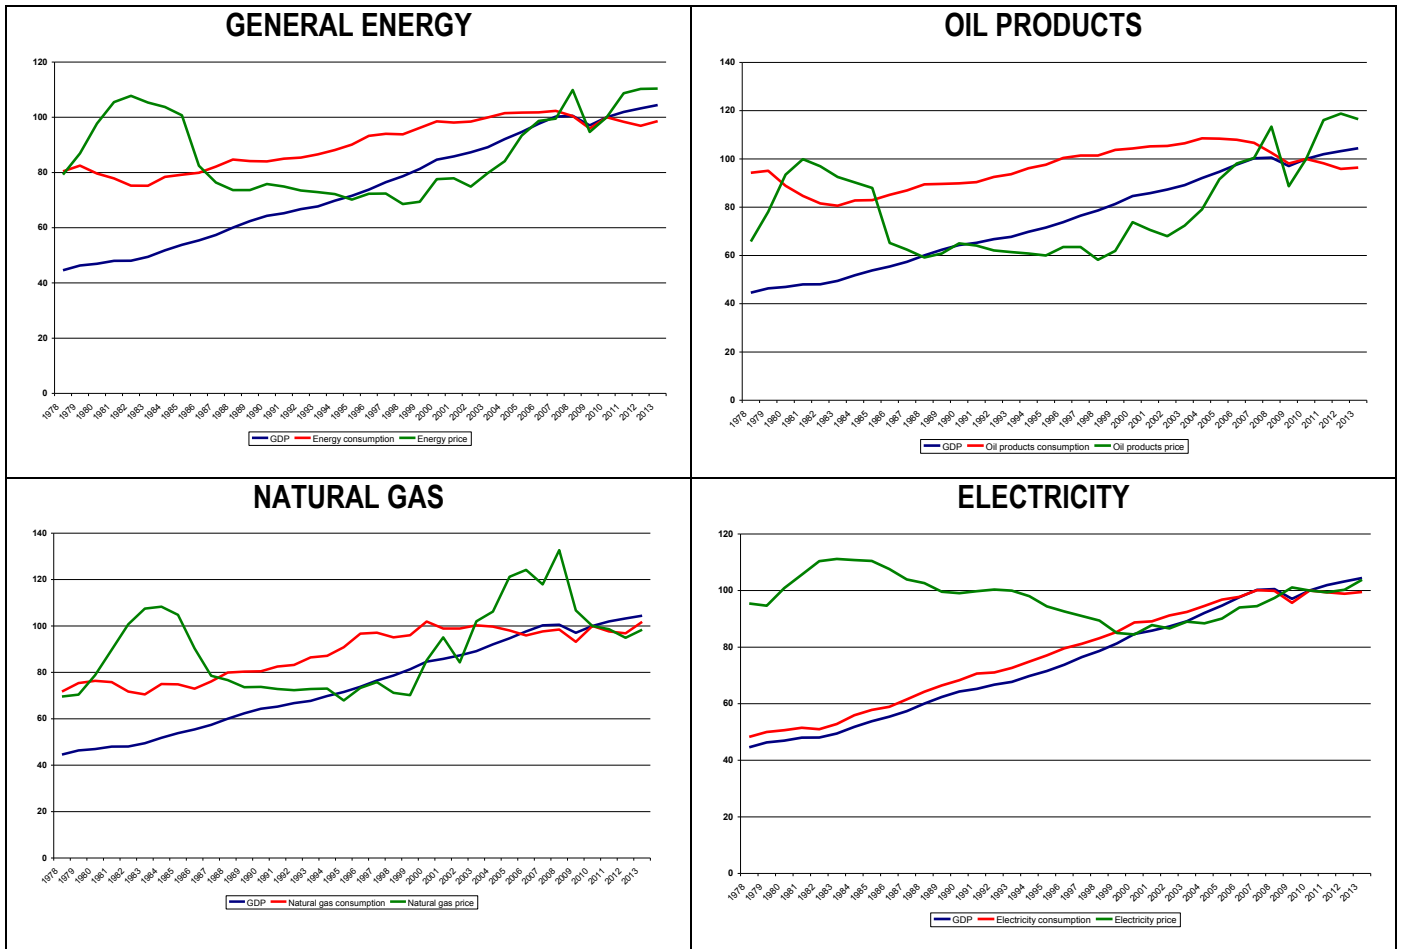 GENERAL ENERGY
120
100
80
60
40
20
0
1978 1979 1980 1981 1982 1983 1984 1985 1986 1987 1988 1989 1990 1991 1992 1993 1994 1995 1996 1997 1998 1999 2000 2001 2002 2003 2004 2005 2006 2007 2008 2009 2010 2011 2012 2013
GDP Energy consumption Energy price
OIL PRODUCTS
140
120
100
80
60
40
20
0
1978 1979 1980 1981 1982 1983 1984 1985 1986 1987 1988 1989 1990 1991 1992 1993 1994 1995 1996 1997 1998 1999 2000 2001 2002 2003 2004 2005 2006 2007 2008 2009 2010 2011 2012 2013
GDP Oil products consumption Oil products price
NATURAL GAS
140
120
100
80
60
40
20
0
1978 1979 1980 1981 1982 1983 1984 1985 1986 1987 1988 1989 1990 1991 1992 1993 1994 1995 1996 1997 1998 1999 2000 2001 2002 2003 2004 2005 2006 2007 2008 2009 2010 2011 2012 2013
GDP Natural gas consumption Natural gas price
ELECTRICITY
120
100
80
60
40
20
0
1978 1979 1980 1981 1982 1983 1984 1985 1986 1987 1988 1989 1990 1991 1992 1993 1994 1995 1996 1997 1998 1999 2000 2001 2002 2003 2004 2005 2006 2007 2008 2009 2010 2011 2012 2013
GDP Electricity consumption Electricity price